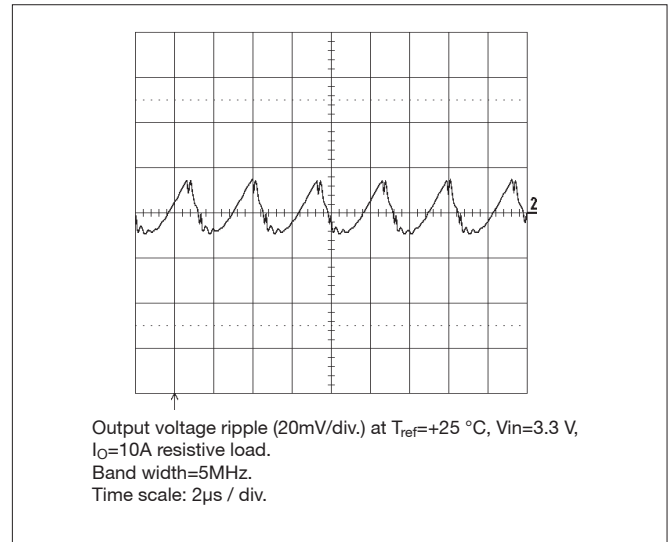 2
Output voltage ripple (20mV/div.) at Tref=+25 °C, Vin=3.3 V,
IO=10A resistive load.
Band width=5MHz.
Time scale: 2µs / div.